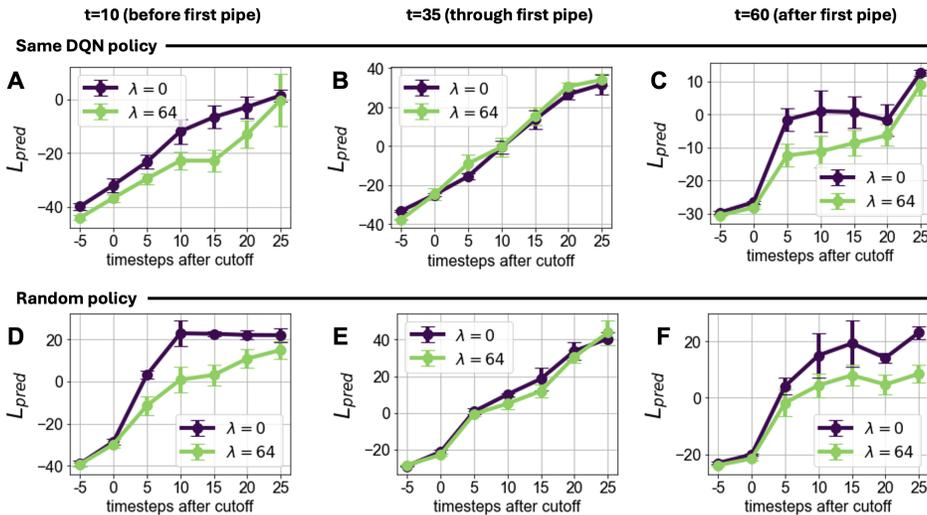 t=10 (before first pipe) t=35 (through first pipe) t=60 (after first pipe)
Same DQN policy
A
λ = 0
λ = 64
0
−20
−40
L_pred
-5 0 5 10 15 20 25
timesteps after cutoff
B
λ = 0
λ = 64
40
20
0
−20
−40
L_pred
-5 0 5 10 15 20 25
timesteps after cutoff
C
10
0
−10
−20
−30
L_pred
λ = 0
λ = 64
-5 0 5 10 15 20 25
timesteps after cutoff
Random policy
D
20
0
−20
−40
L_pred
λ = 0
λ = 64
-5 0 5 10 15 20 25
timesteps after cutoff
E
λ = 0
λ = 64
40
20
0
−20
L_pred
-5 0 5 10 15 20 25
timesteps after cutoff
F
20
0
−20
L_pred
λ = 0
λ = 64
-5 0 5 10 15 20 25
timesteps after cutoff